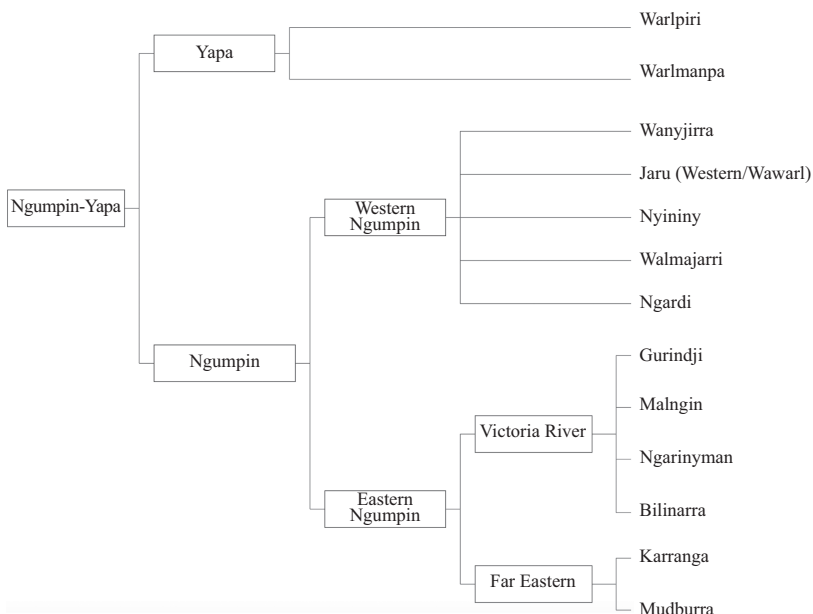 Warlpiri
Yapa
Warlmanpa
Wanyjirra
Jaru (Western/Wawarl)
Ngumpin-Yapa
Western
Ngumpin
Nyininy
Walmajarri
Ngardi
Ngumpin
Gurindji
Malngin
Victoria River
Ngarinyman
Eastern
Ngumpin
Bilinarra
Karranga
Far Eastern
Mudburra